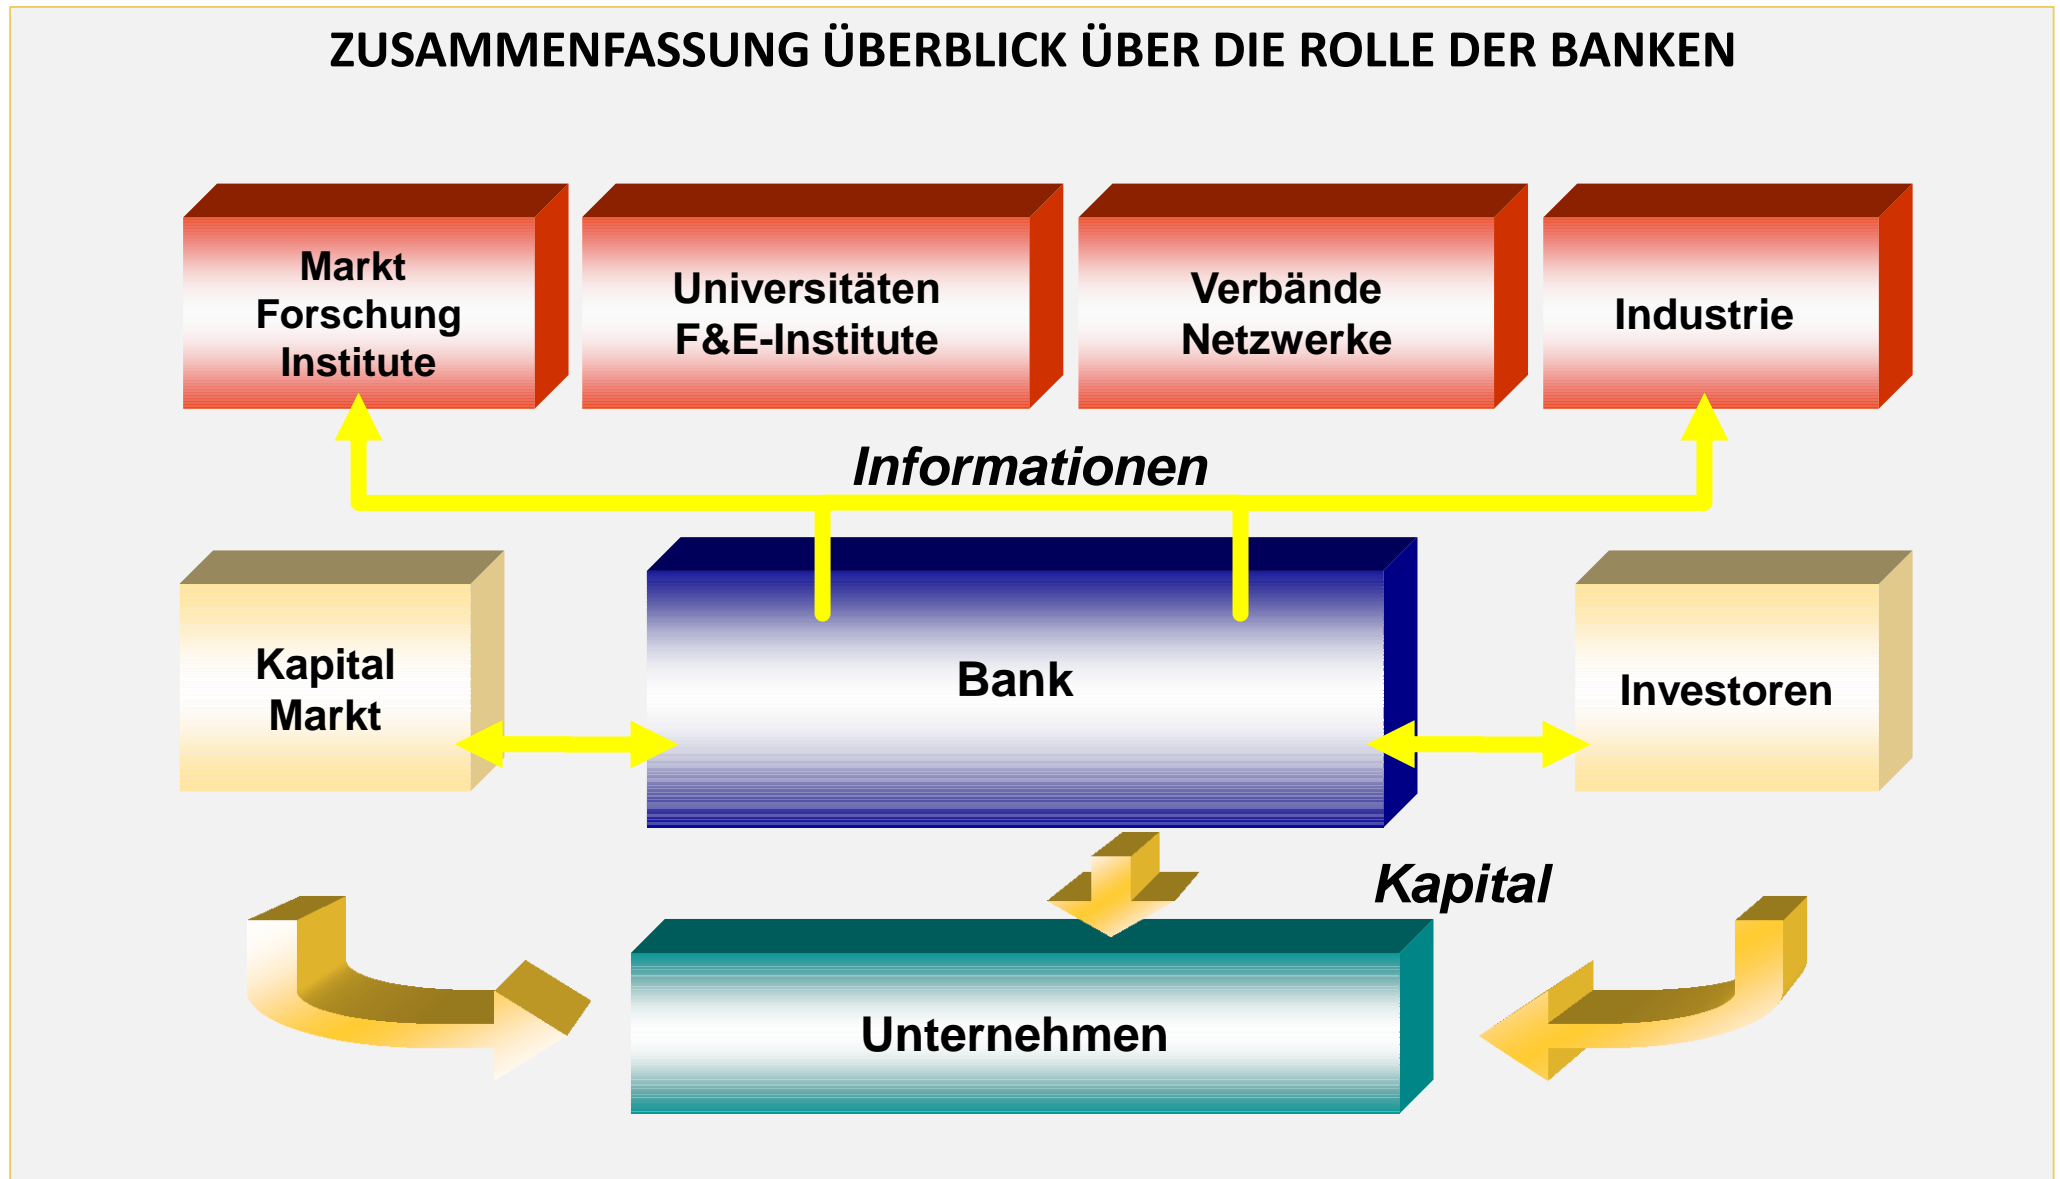 ZUSAMMENFASSUNG ÜBERBLICK ÜBER DIE ROLLE DER BANKEN
Markt
Forschung
Institute
Universitäten
F&E-Institute
Verbände
Netzwerke
Industrie
Informationen
Kapital
Markt
Bank
Investoren
Kapital
Unternehmen